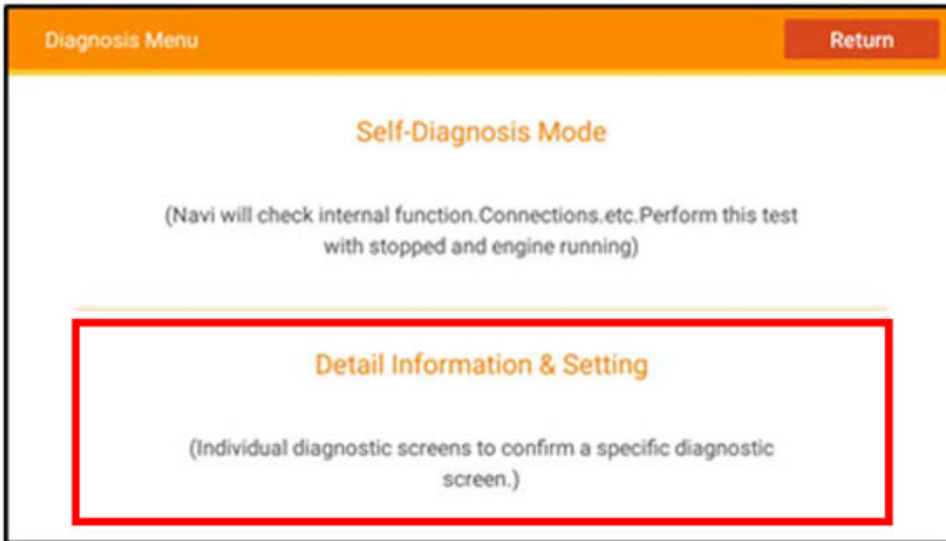 Diagnosis Menu
Return
Self-Diagnosis Mode
(Navi will check internal function.Connections.etc.Perform this test
with stopped and engine running)
Detail Information & Setting
(Individual diagnostic screens to confirm a specific diagnostic
screen.)